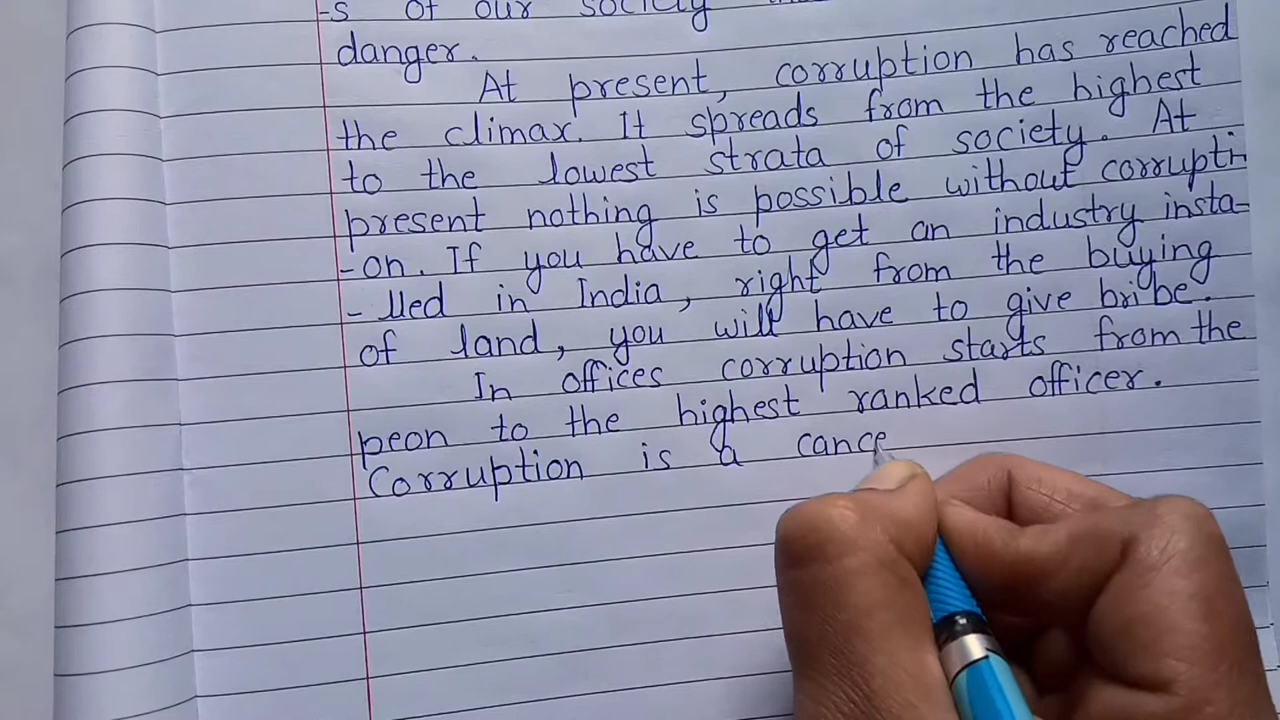 -s of our society
danger.
At present, corruption has reached
the climax. It spreads from the highest
to the lowest strata of society. At
present nothing is possible without corrupti
-on. If you have to get an industry insta-
-lled in India, right from the buying
of land, you will have to give bribe.
In offices corruption starts from the
peon to the highest ranked officer.
Corruption is a cance